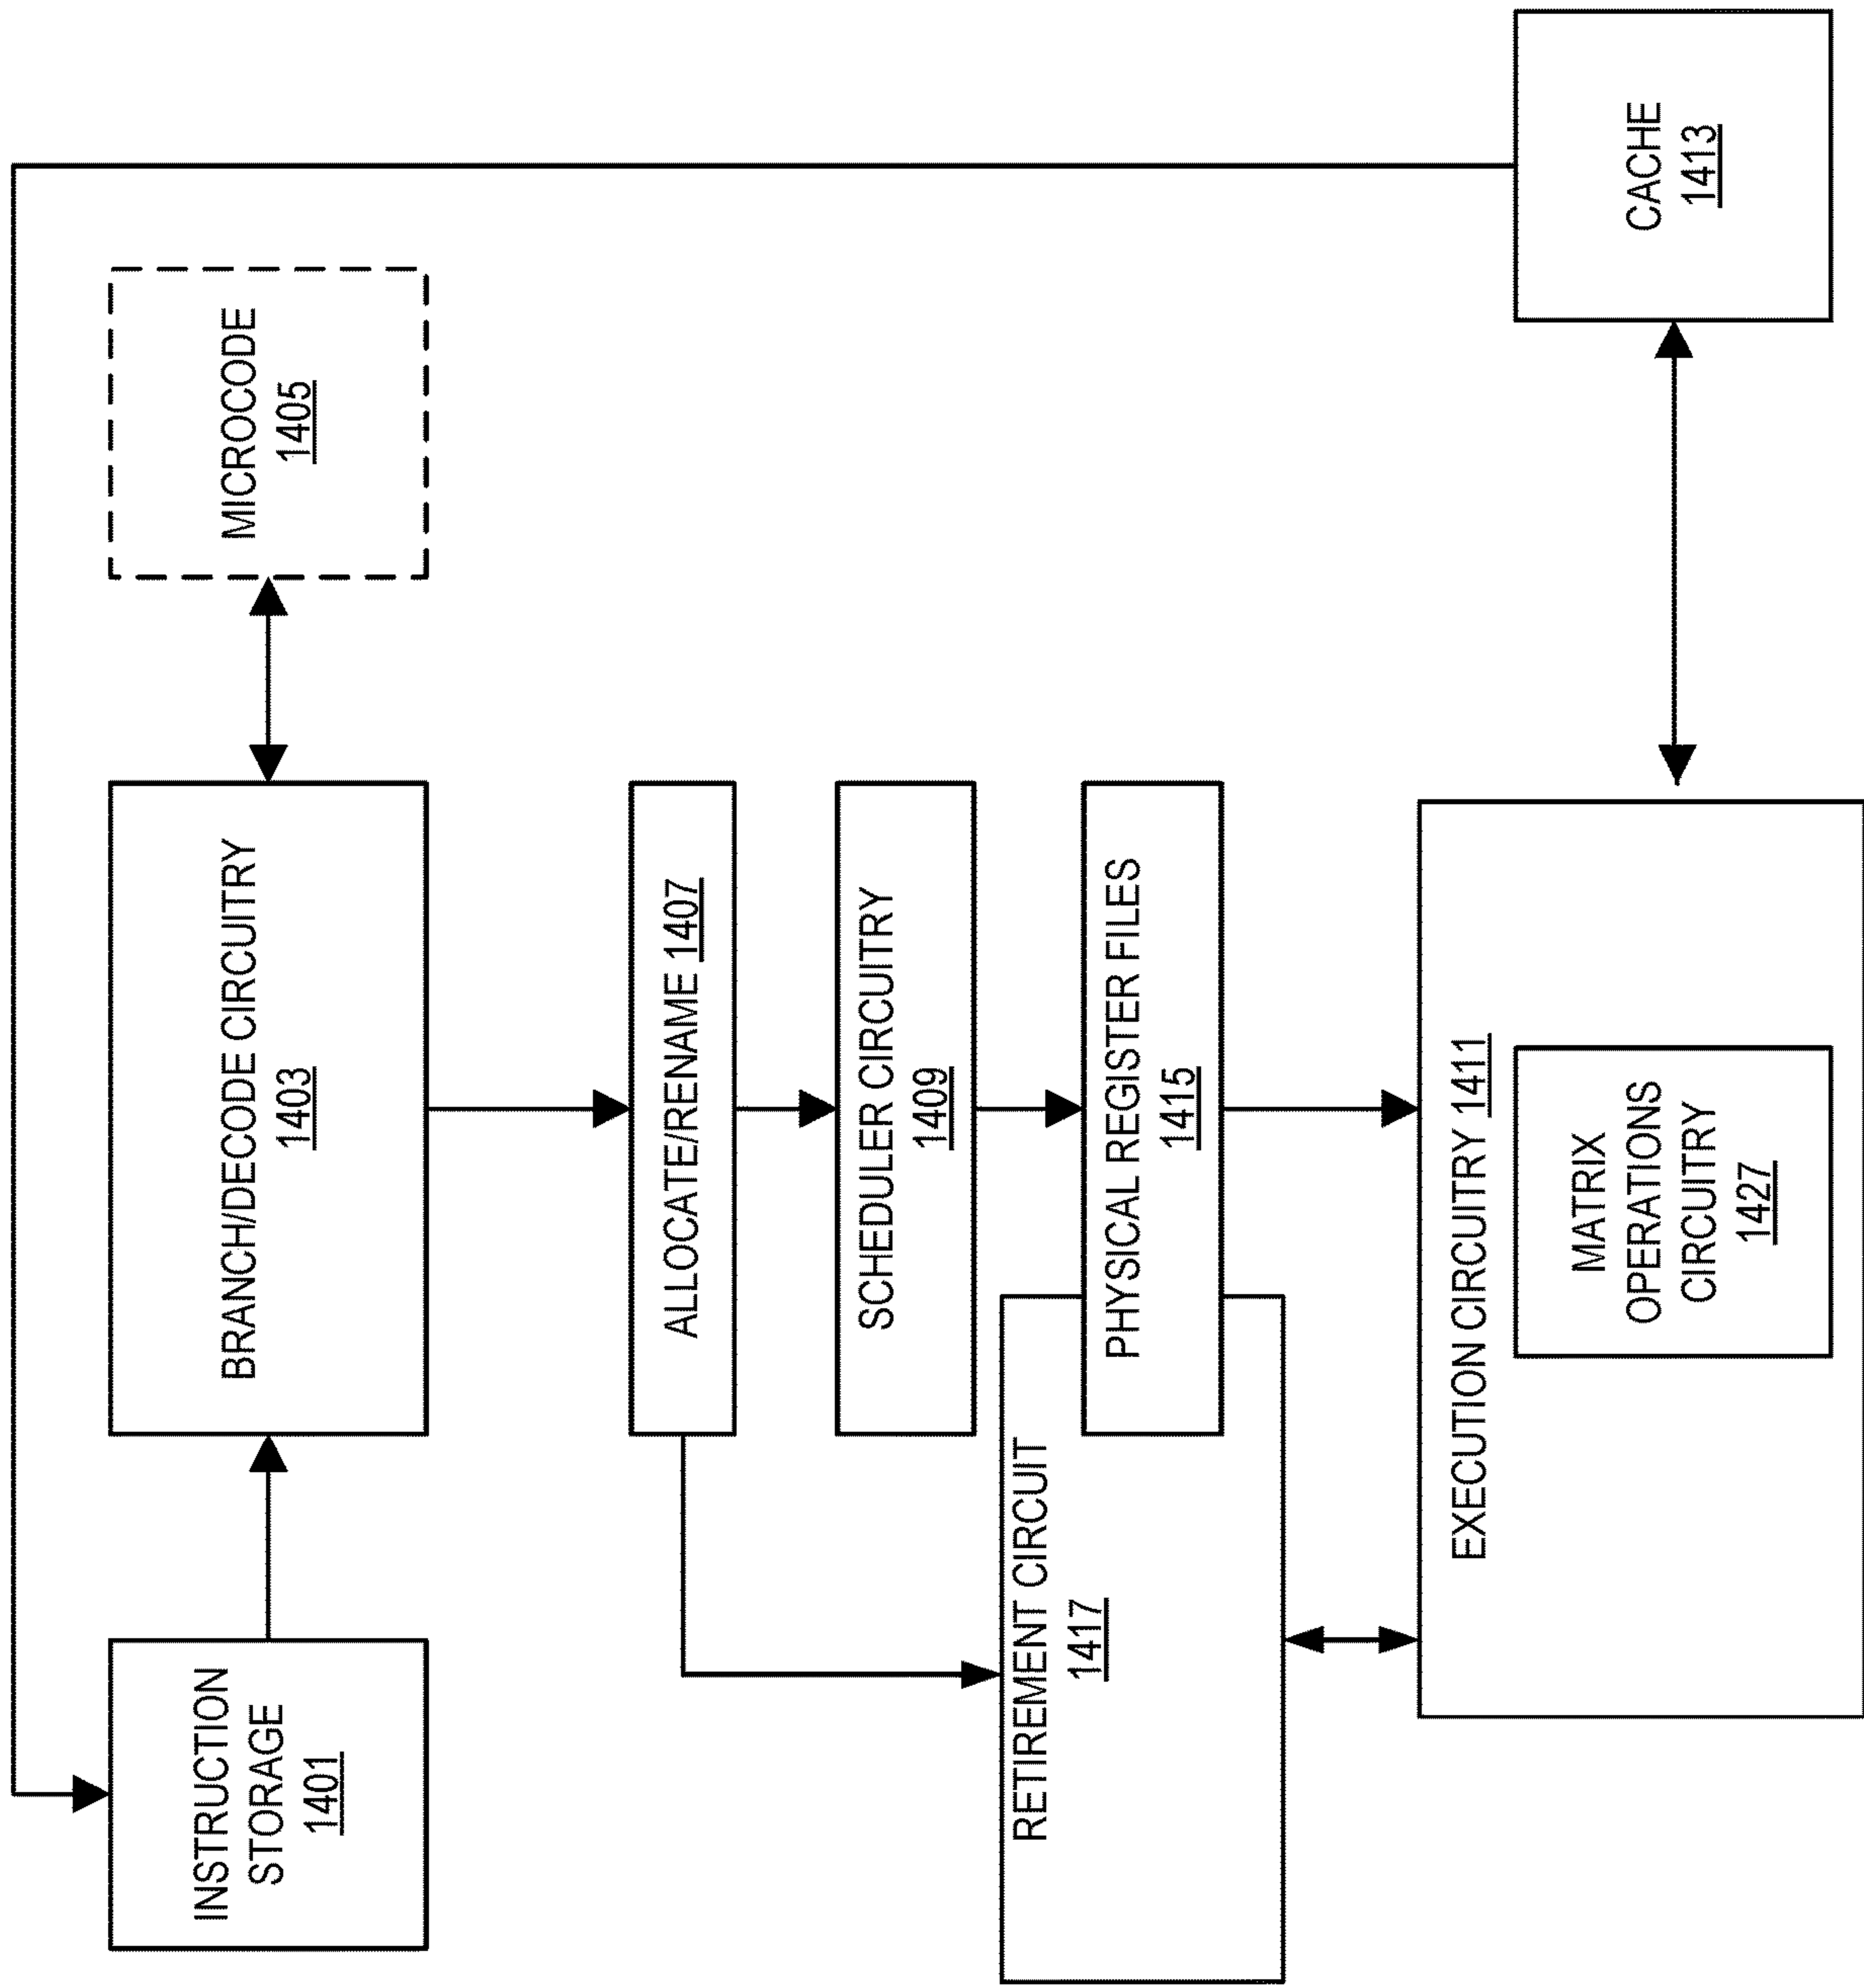 INSTRUCTION
STORAGE
1401
BRANCH/DECODE CIRCUITRY
1403
MICROCODE
1405
ALLOCATE/RENAME 1407
SCHEDULER CIRCUITRY
1409
RETIREMENT CIRCUIT
1417
PHYSICAL REGISTER FILES
1415
EXECUTION CIRCUITRY 1411
MATRIX
OPERATIONS
CIRCUITRY
1427
CACHE
1413